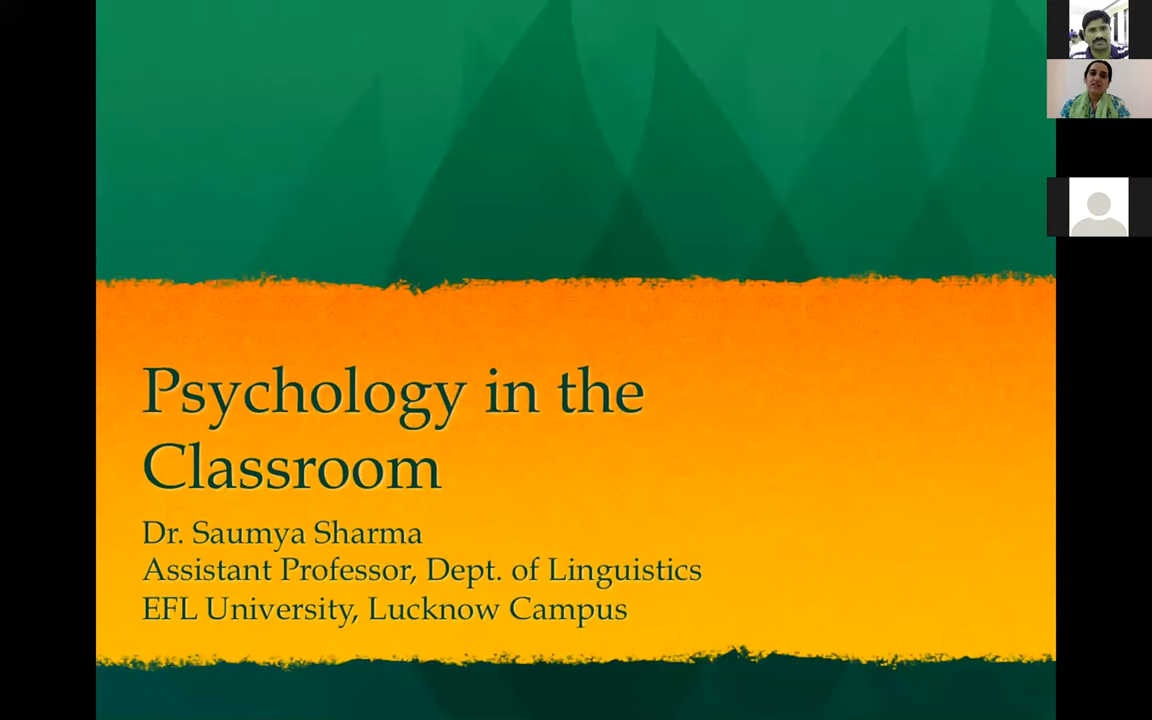 Psychology in the
Classroom
Dr. Saumya Sharma
Assistant Professor, Dept. of Linguistics
EFL University, Lucknow Campus